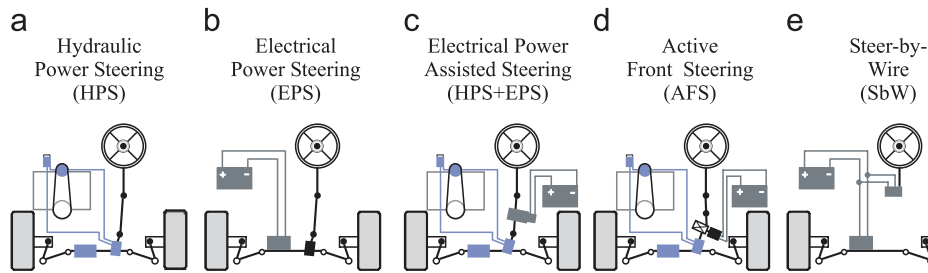 a
Hydraulic
Power Steering
(HPS)
b
Electrical
Power Steering
(EPS)
c
Electrical Power
Assisted Steering
(HPS+EPS)
d
Active
Front Steering
(AFS)
e
Steer-by-
Wire
(SbW)
+ -
+ -
+ -
+ -